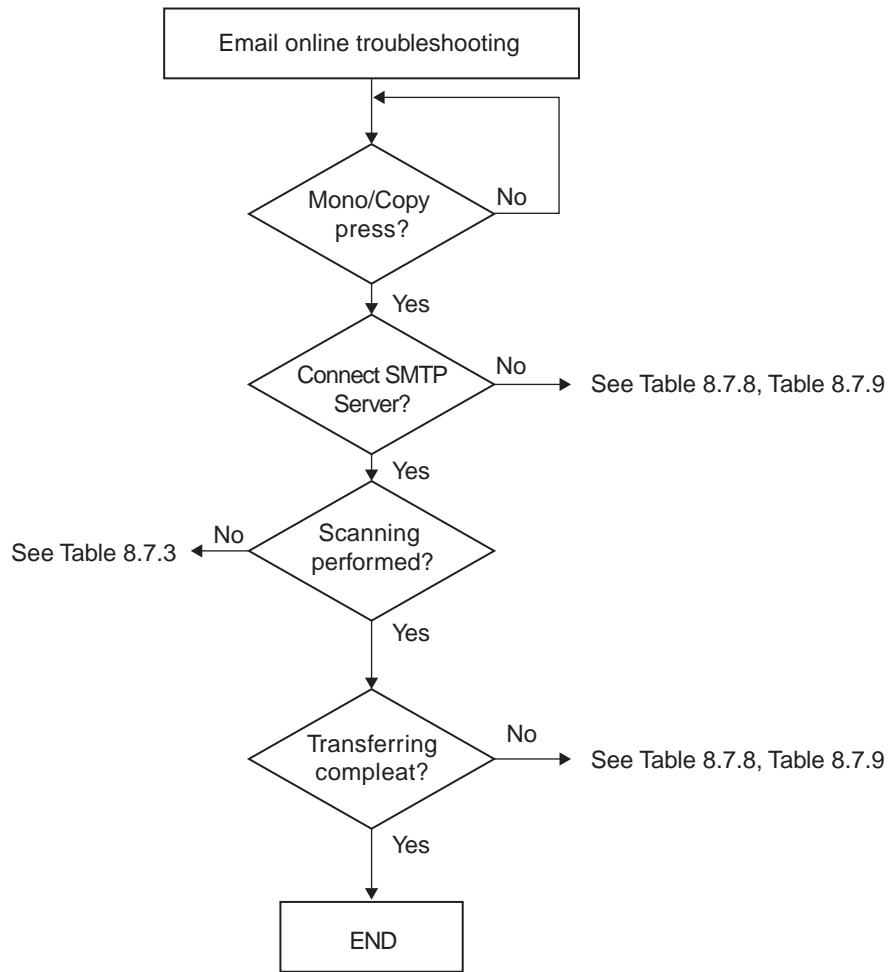 Email online troubleshooting
Mono/Copy
press?
No
Yes
Connect SMTP
Server?
No
See Table 8.7.8, Table 8.7.9
Yes
Scanning
performed?
No
See Table 8.7.3
Yes
Transferring
compleat?
No
See Table 8.7.8, Table 8.7.9
Yes
END